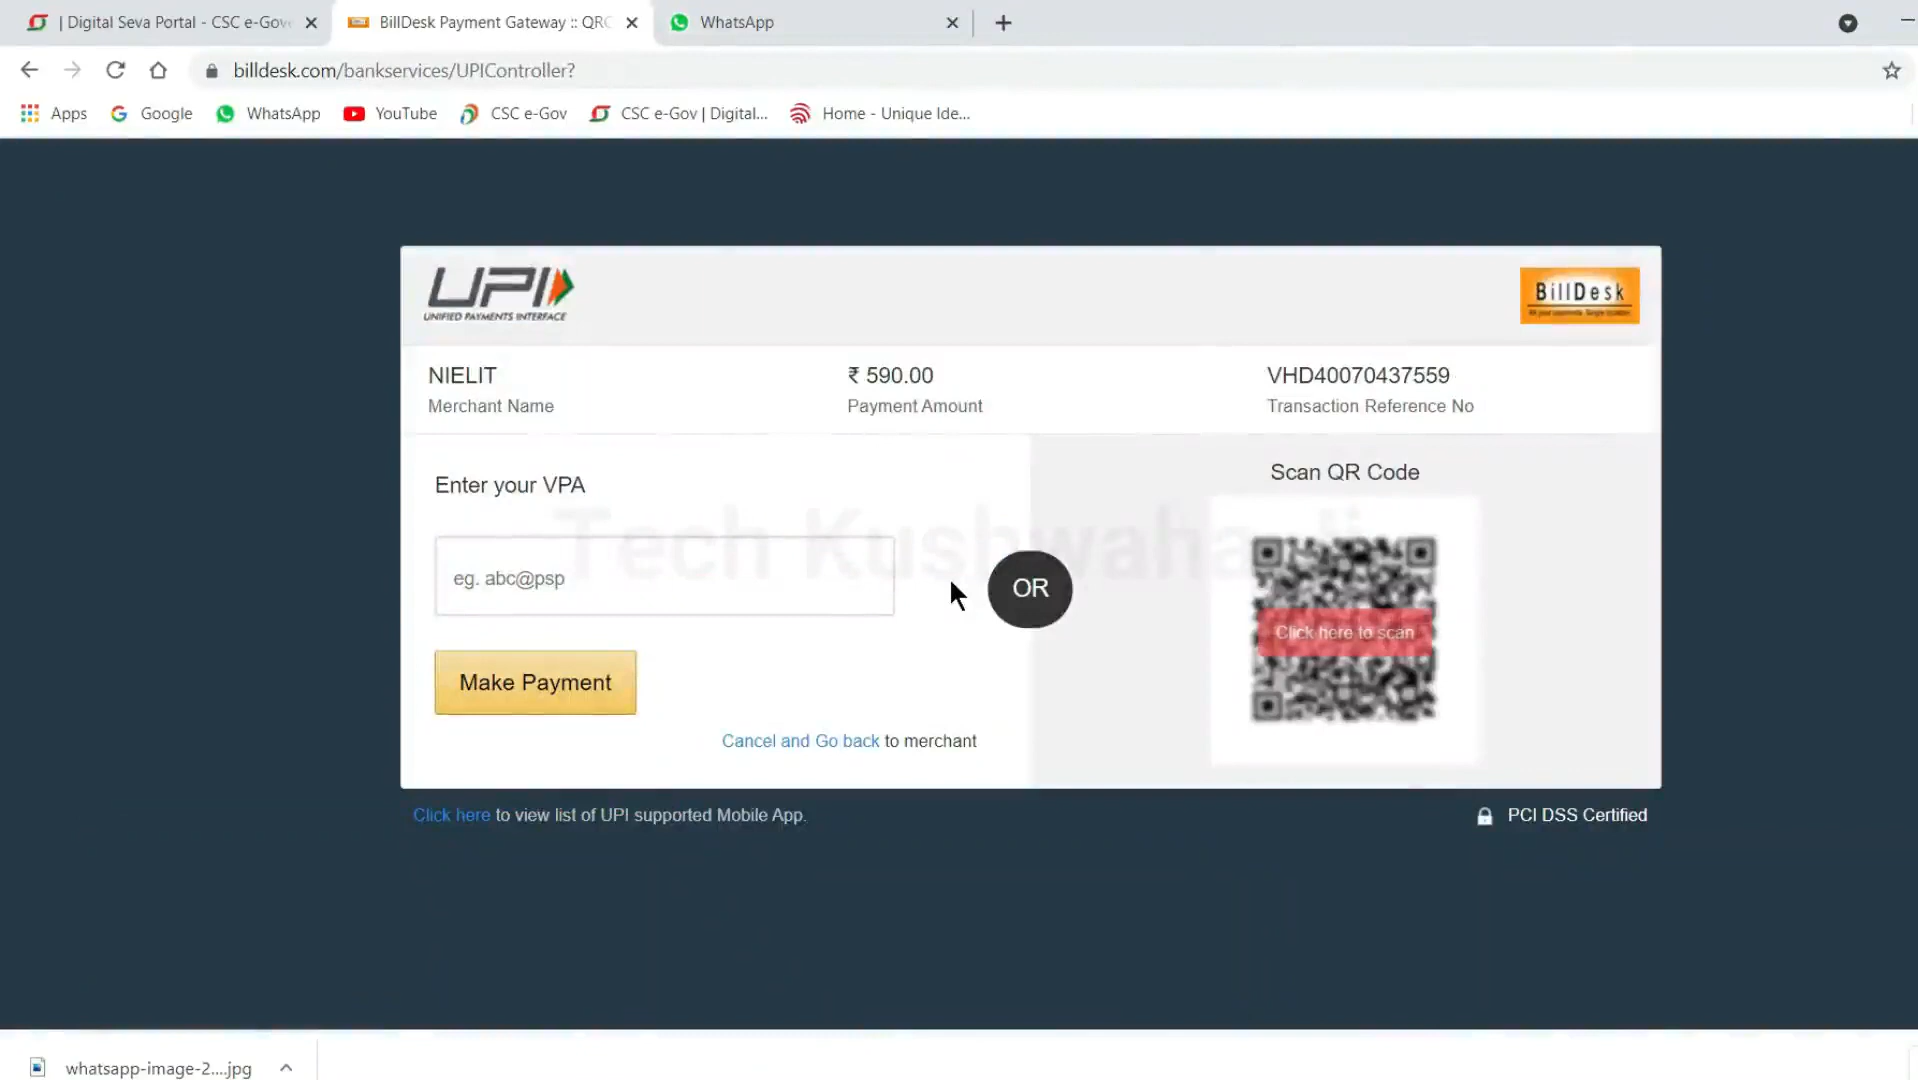 | Digital Seva Portal - CSC e-Gov
BillDesk Payment Gateway :: QRC
WhatsApp
billdesk.com/bankservices/UPIController?
Apps
Google
WhatsApp
YouTube
CSC e-Gov
CSC e-Gov | Digital...
Home - Unique Ide...
UPI
UNIFIED PAYMENTS INTERFACE
BillDesk
NIELIT
Merchant Name
₹ 590.00
Payment Amount
VHD40070437559
Transaction Reference No
Enter your VPA
eg. abc@psp
Make Payment
Cancel and Go back to merchant
OR
Scan QR Code
Click here to scan
Tech Kushwaha Ji
Click here to view list of UPI supported Mobile App.
PCI DSS Certified
whatsapp-image-2....jpg